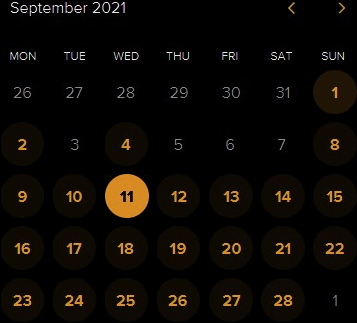 September 2021
MON TUE WED THU FRI SAT SUN
26 27 28 29 30 31 1
2 3 4 5 6 7 8
9 10 11 12 13 14 15
16 17 18 19 20 21 22
23 24 25 26 27 28 1